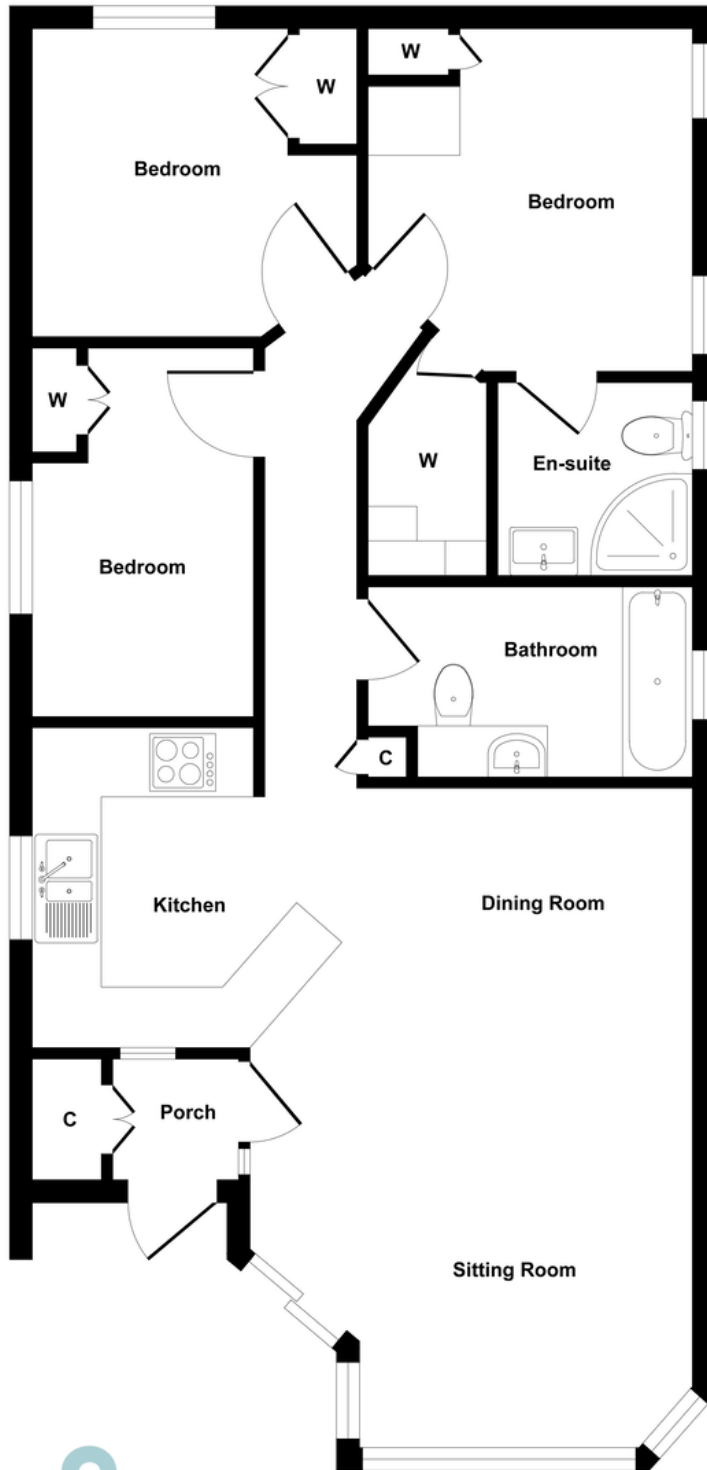 W
W
Bedroom
Bedroom
W
W
En-suite
Bedroom
Bathroom
C
Kitchen
Dining Room
C
Porch
Sitting Room